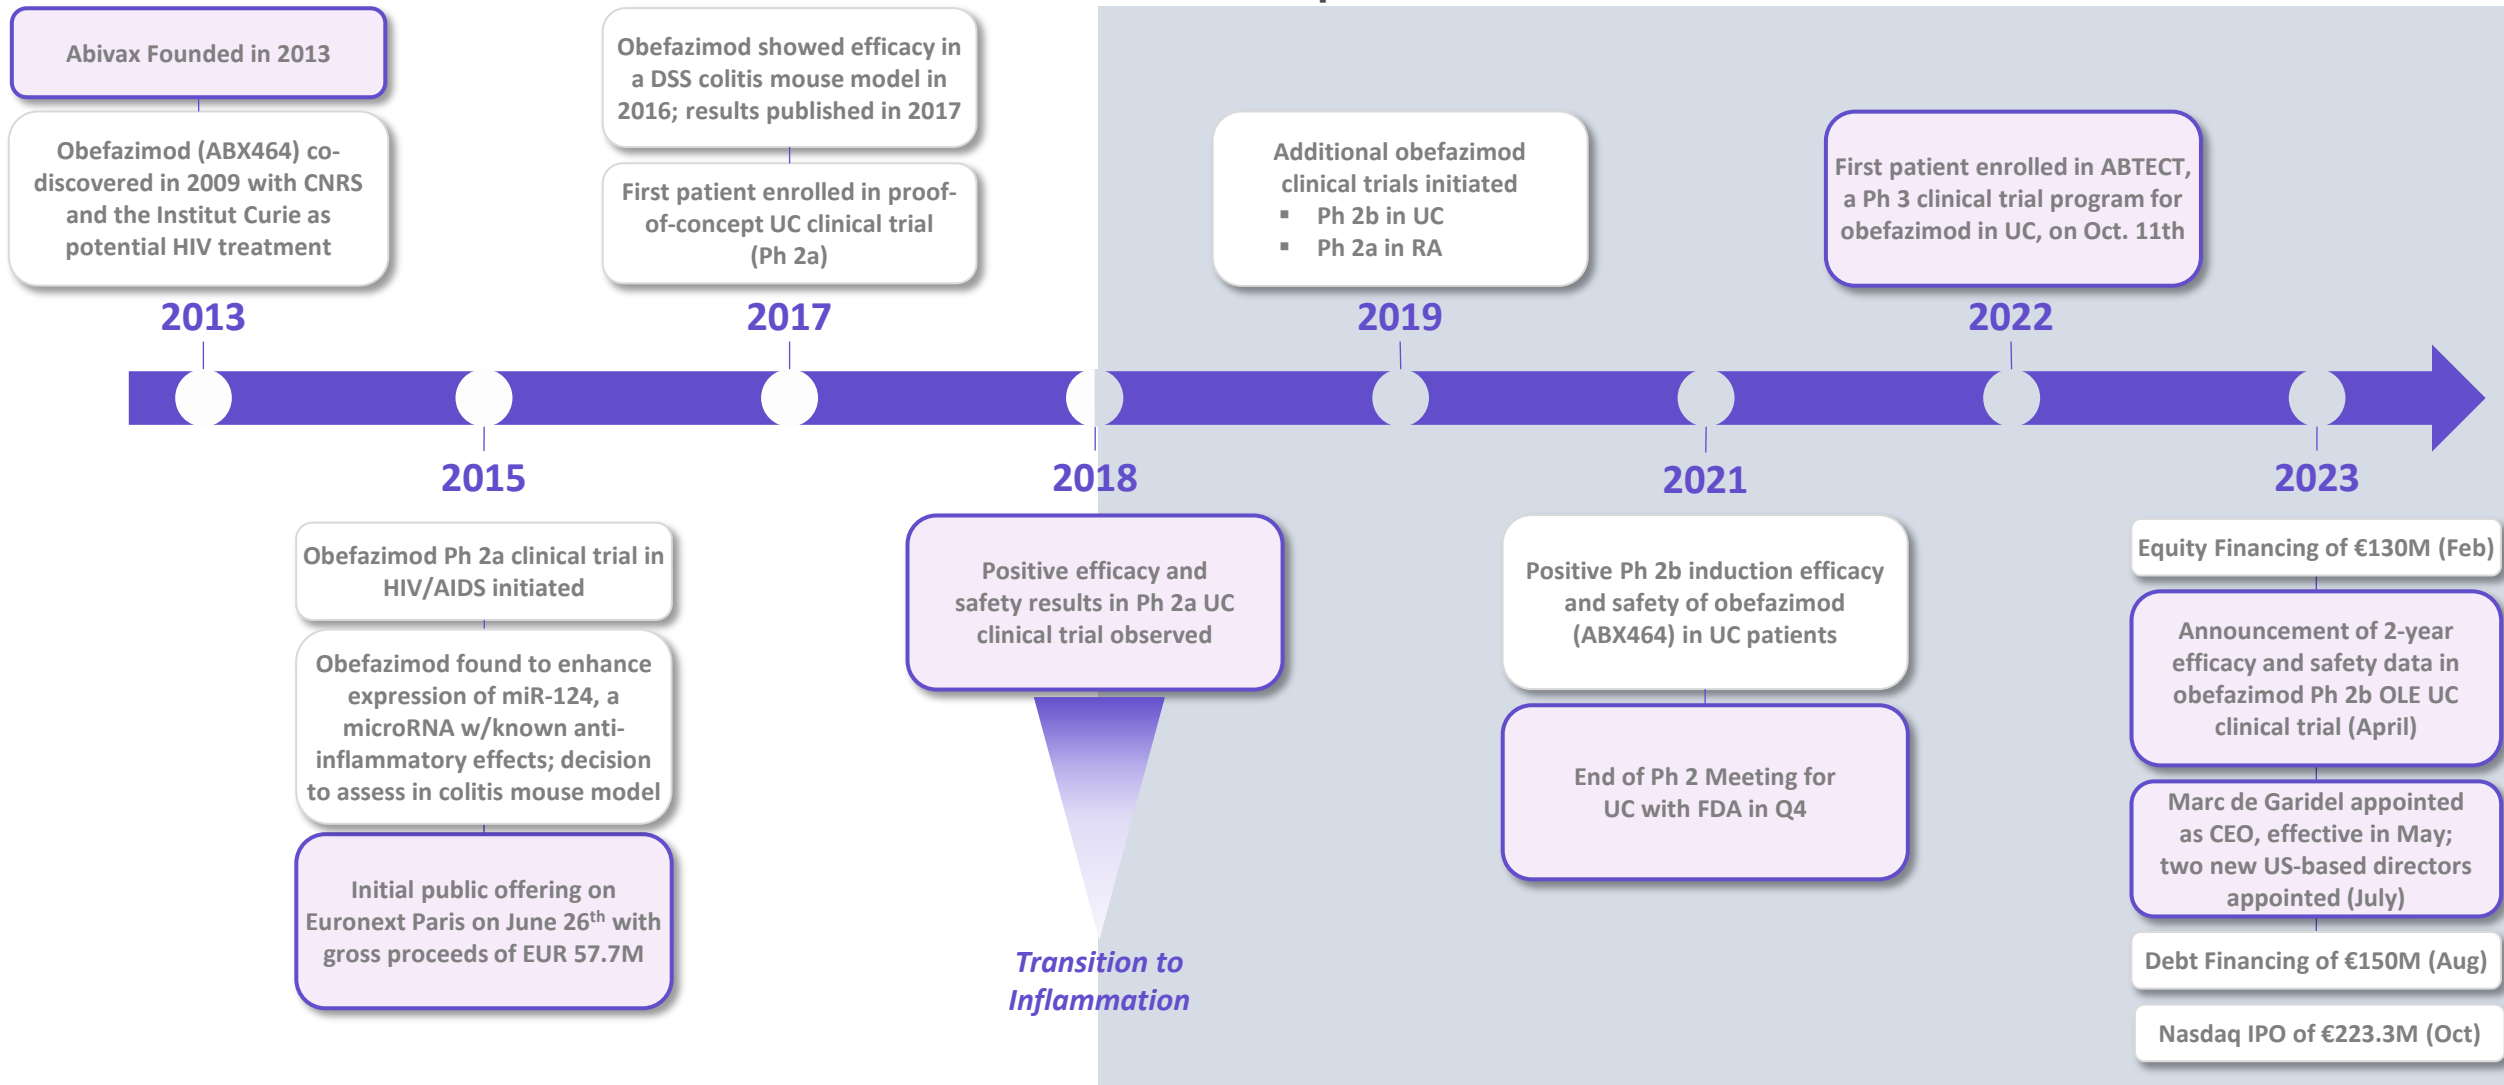 Abivax Founded in 2013
Obefazimod (ABX464) co-
discovered in 2009 with CNRS
and the Institut Curie as
potential HIV treatment
2013
Obefazimod showed efficacy in
a DSS colitis mouse model in
2016; results published in 2017
First patient enrolled in proof-
of-concept UC clinical trial
(Ph 2a)
2017
Additional obefazimod
clinical trials initiated
▪ Ph 2b in UC
▪ Ph 2a in RA
2019
First patient enrolled in ABTECT,
a Ph 3 clinical trial program for
obefazimod in UC, on Oct. 11th
2022
2015
Obefazimod Ph 2a clinical trial in
HIV/AIDS initiated
Obefazimod found to enhance
expression of miR-124, a
microRNA w/known anti-
inflammatory effects; decision
to assess in colitis mouse model
Initial public offering on
Euronext Paris on June 26th with
gross proceeds of EUR 57.7M
2018
Positive efficacy and
safety results in Ph 2a UC
clinical trial observed
Transition to
Inflammation
2021
Positive Ph 2b induction efficacy
and safety of obefazimod
(ABX464) in UC patients
End of Ph 2 Meeting for
UC with FDA in Q4
2023
Equity Financing of €130M (Feb)
Announcement of 2-year
efficacy and safety data in
obefazimod Ph 2b OLE UC
clinical trial (April)
Marc de Garidel appointed
as CEO, effective in May;
two new US-based directors
appointed (July)
Debt Financing of €150M (Aug)
Nasdaq IPO of €223.3M (Oct)